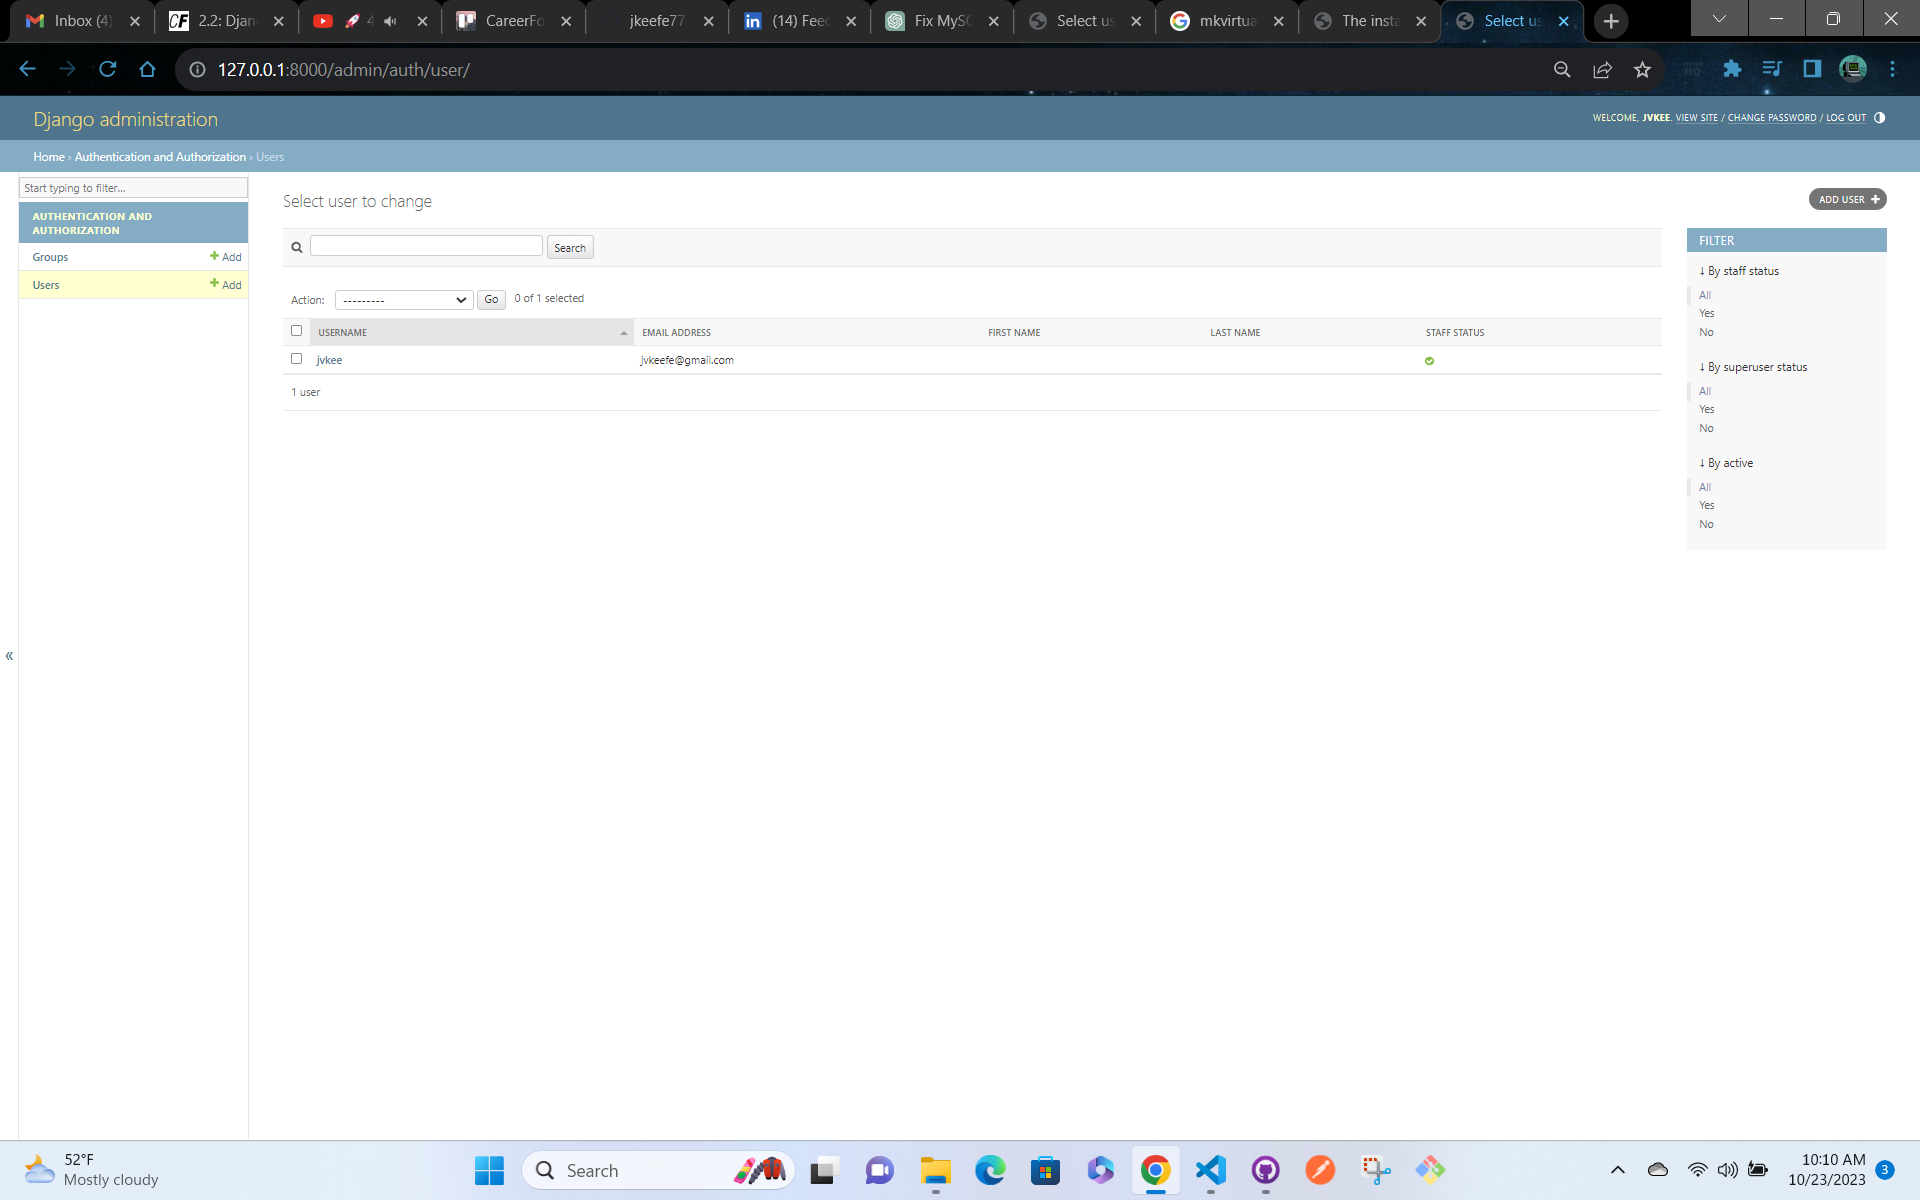 Inbox (4)
2.2: Djan
4
CareerFo
jkeefe77
(14) Feed
Fix MySQ
Select us
mkvirtua
The insta
Select us
127.0.0.1:8000/admin/auth/user/
Django administration
WELCOME, JVKEE. VIEW SITE / CHANGE PASSWORD / LOG OUT
Home › Authentication and Authorization › Users
Start typing to filter...
AUTHENTICATION AND
AUTHORIZATION
Groups
Add
Users
Add
«
Select user to change
ADD USER
Search
Action:
---------
Go
0 of 1 selected
USERNAME
EMAIL ADDRESS
FIRST NAME
LAST NAME
STAFF STATUS
jvkee
jvkeefe@gmail.com
1 user
FILTER
↓ By staff status
All
Yes
No
↓ By superuser status
All
Yes
No
↓ By active
All
Yes
No
52°F
Mostly cloudy
Search
10:10 AM
10/23/2023
3